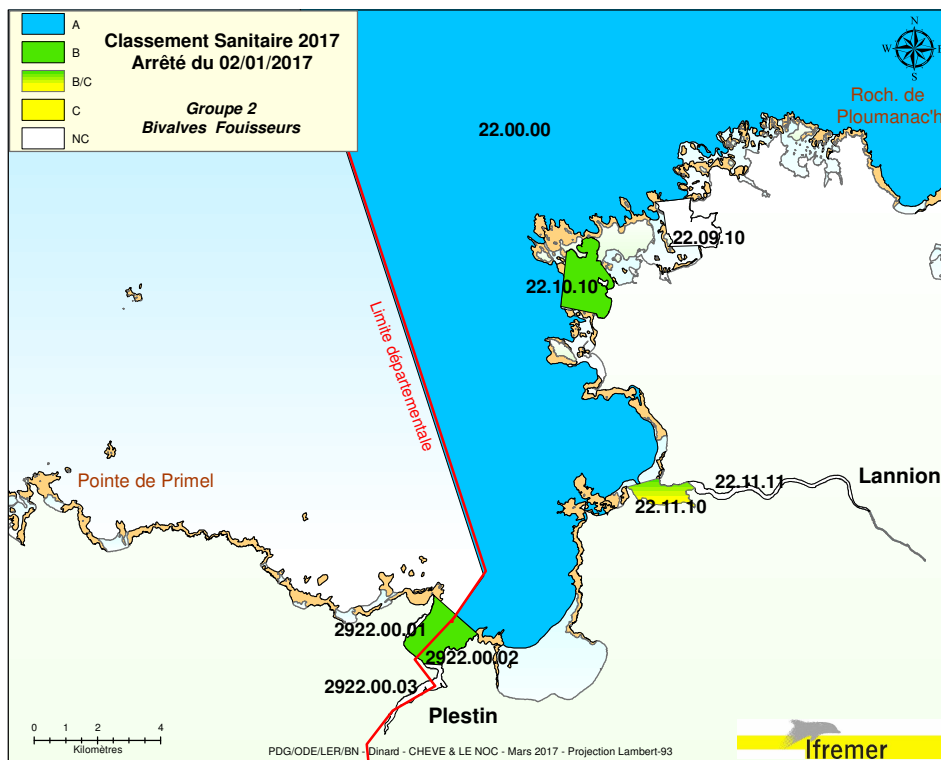 A
B
B/C
C
NC
Classement Sanitaire 2017
Arrêté du 02/01/2017
Groupe 2
Bivalves Fouisseurs
N
W
E
S
Roch. de
Ploumanac'h
22.00.00
22.09.10
22.10.10
Limite départementale
Pointe de Primel
22.11.11
Lannion
22.11.10
2922.00.01
2922.00.02
2922.00.03
Plestin
0 2 4
Kilomètres
PDG/ODE/LER/BN - Dinard - CHEVE & LE NOC - Mars 2017 - Projection Lambert-93
Ifremer